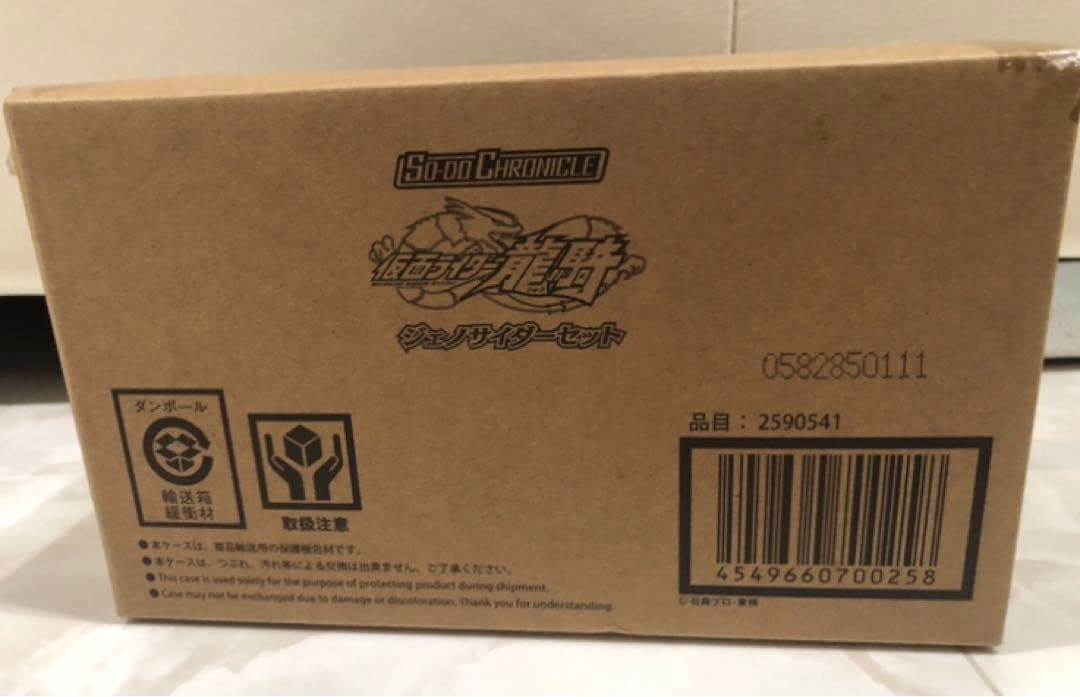 SO-DO CHRONICLE
仮面ライダー龍騎
ジェノサイダーセット
0582850111
品目： 2590541
4549660700258
©石森プロ・東映
ダンボール
輸送箱
緩衝材
取扱注意
●本ケースは、商品輸送用の保護梱包材です。
●本ケースは、つぶれ、汚れ等による交換は出来ません、ご了承ください。
●This case is used solely for the purpose of protecting product during shipment.
●Case may not be exchanged due to damage or discoloration. Thank you for understanding.